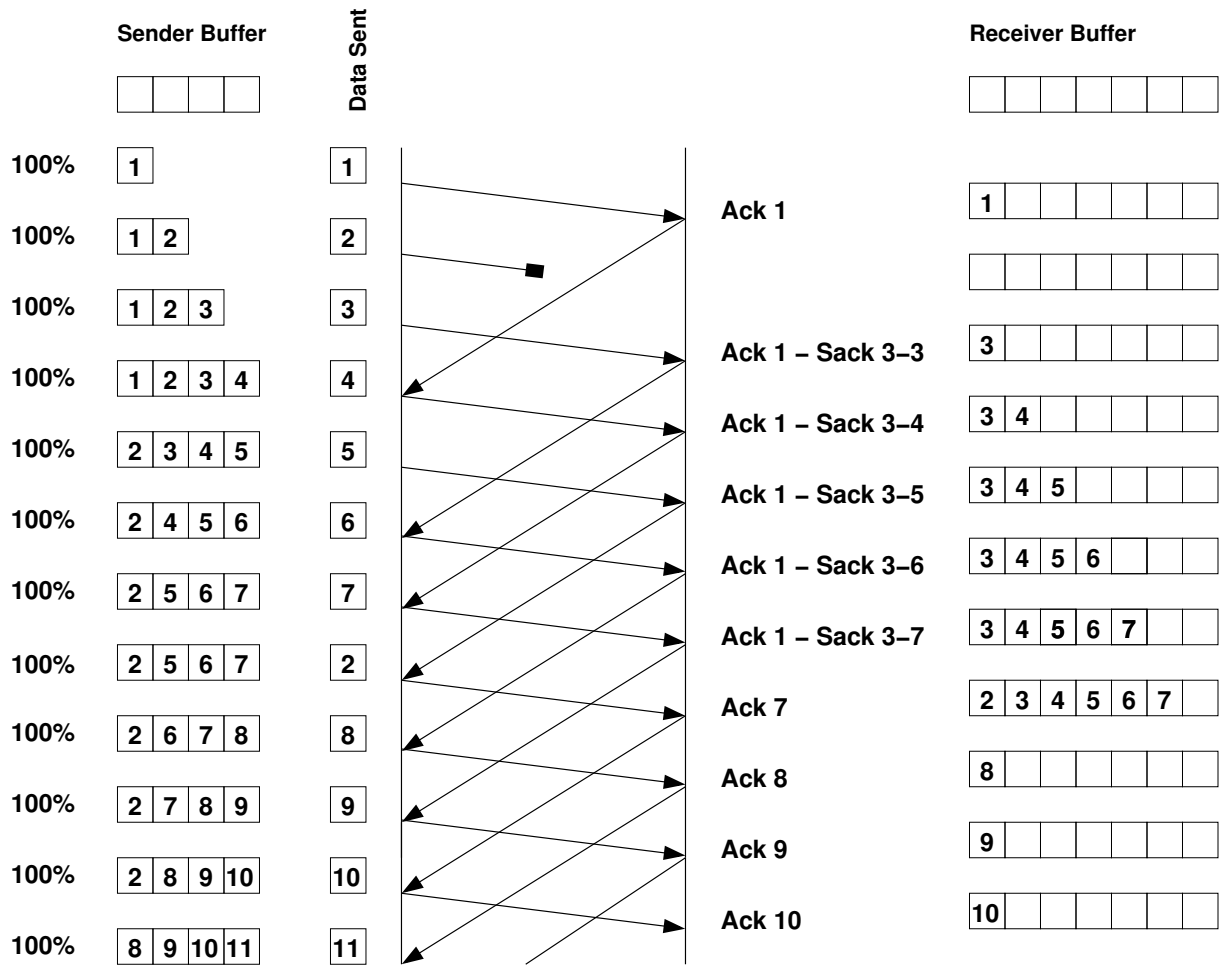 Sender Buffer
Data Sent
Receiver Buffer
100% 1 1
Ack 1 1
100% 1 2 2
100% 1 2 3 3
Ack 1 – Sack 3–3 3
100% 1 2 3 4 4
Ack 1 – Sack 3–4 3 4
100% 2 3 4 5 5
Ack 1 – Sack 3–5 3 4 5
100% 2 4 5 6 6
Ack 1 – Sack 3–6 3 4 5 6
100% 2 5 6 7 7
Ack 1 – Sack 3–7 3 4 5 6 7
100% 2 5 6 7 2
Ack 7 2 3 4 5 6 7
100% 2 6 7 8 8
Ack 8 8
100% 2 7 8 9 9
Ack 9 9
100% 2 8 9 10 10
Ack 10 10
100% 8 9 10 11 11